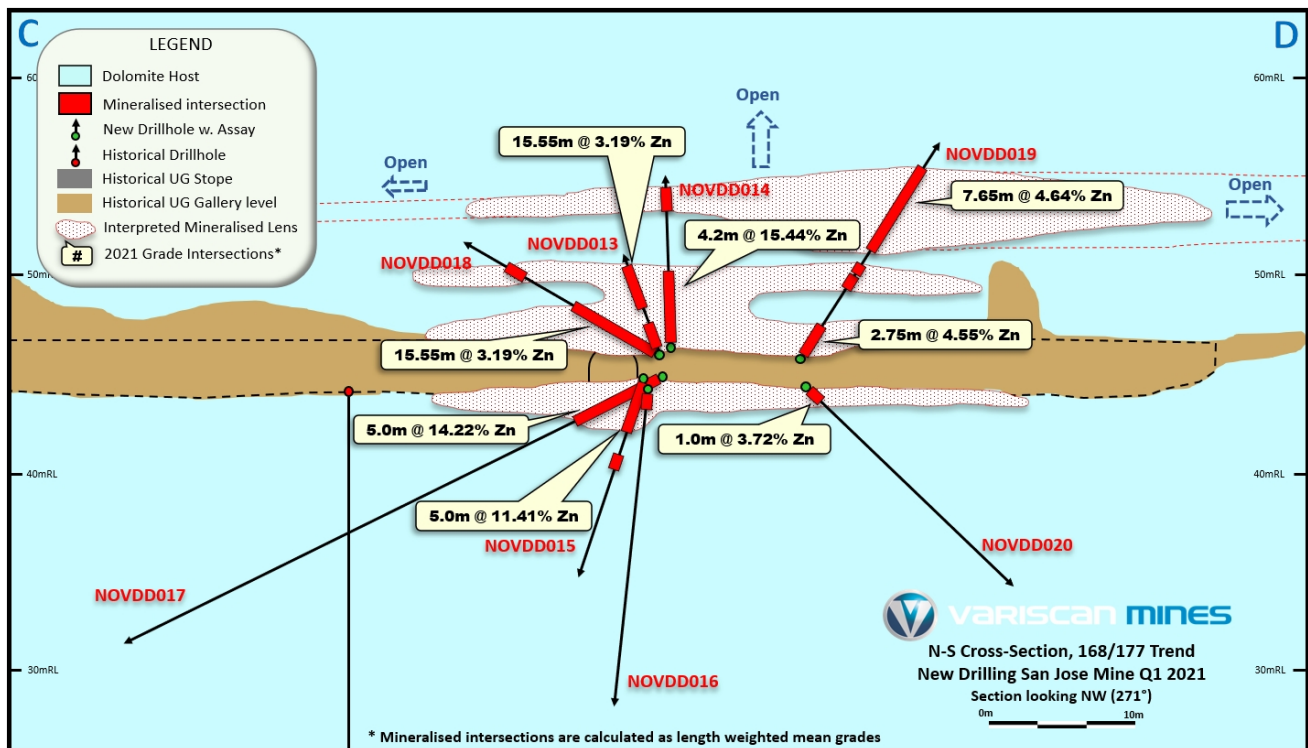 C
D
LEGEND
Dolomite Host
Mineralised intersection
New Drillhole w. Assay
Historical Drillhole
Historical UG Stope
Historical UG Gallery level
Interpreted Mineralised Lens
# 2021 Grade Intersections*
60mRL
Open
15.55m @ 3.19% Zn
NOVDD019
Open
NOVDD014
7.65m @ 4.64% Zn
Open
NOVDD013
4.2m @ 15.44% Zn
NOVDD018
50mRL
2.75m @ 4.55% Zn
15.55m @ 3.19% Zn
5.0m @ 14.22% Zn
1.0m @ 3.72% Zn
40mRL
40mRL
5.0m @ 11.41% Zn
NOVDD015
NOVDD020
NOVDD017
VARISCAN MINES
N-S Cross-Section, 168/177 Trend
New Drilling San Jose Mine Q1 2021
Section looking NW (271°)
30mRL
30mRL
NOVDD016
0m 10m
* Mineralised intersections are calculated as length weighted mean grades